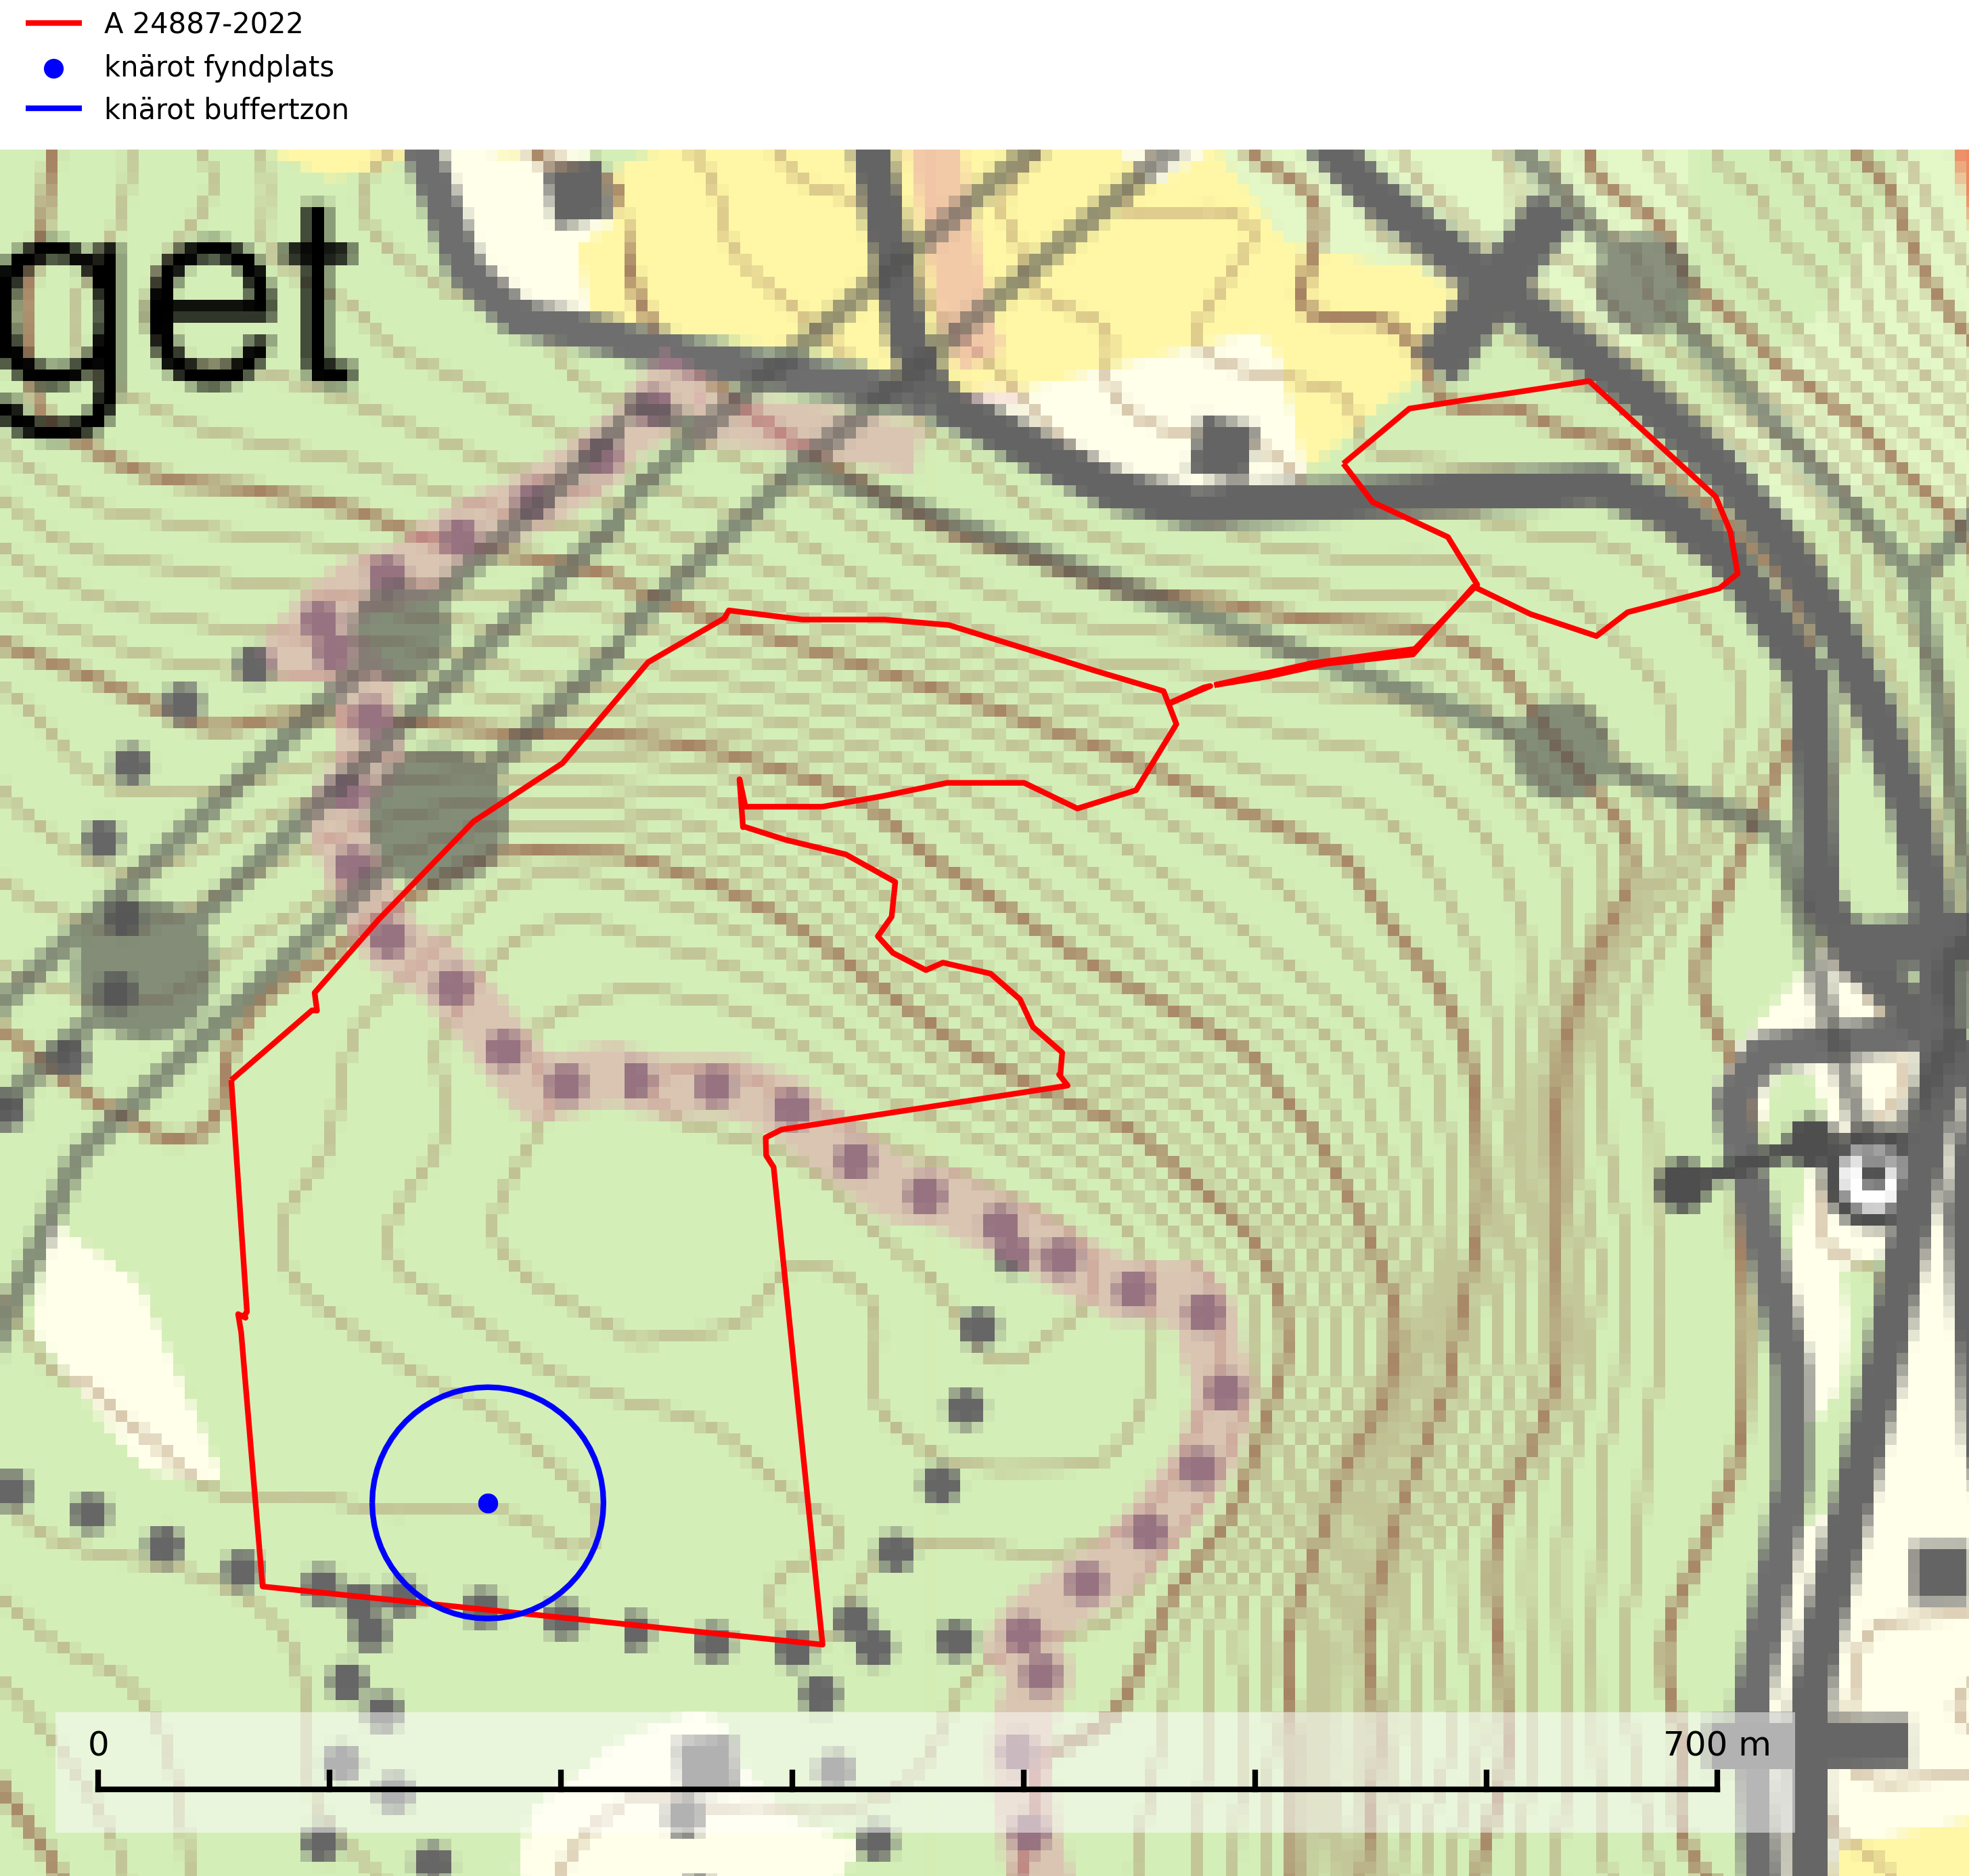 A 24887-2022
knärot fyndplats
knärot buffertzon
get
0 700 m